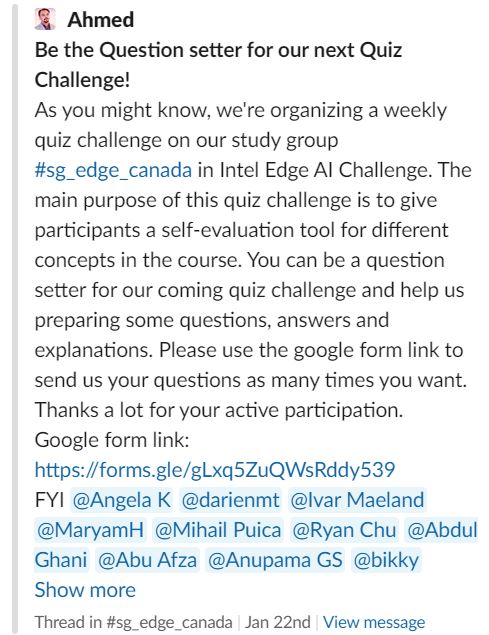 Ahmed
Be the Question setter for our next Quiz
Challenge!
As you might know, we're organizing a weekly
quiz challenge on our study group
#sg_edge_canada in Intel Edge AI Challenge. The
main purpose of this quiz challenge is to give
participants a self-evaluation tool for different
concepts in the course. You can be a question
setter for our coming quiz challenge and help us
preparing some questions, answers and
explanations. Please use the google form link to
send us your questions as many times you want.
Thanks a lot for your active participation.
Google form link:
https://forms.gle/gLxq5ZuQWsRddy539
FYI @Angela K @darienmt @Ivar Maeland
@MaryamH @Mihail Puica @Ryan Chu @Abdul
Ghani @Abu Afza @Anupama GS @bikky
Show more
Thread in #sg_edge_canada | Jan 22nd | View message